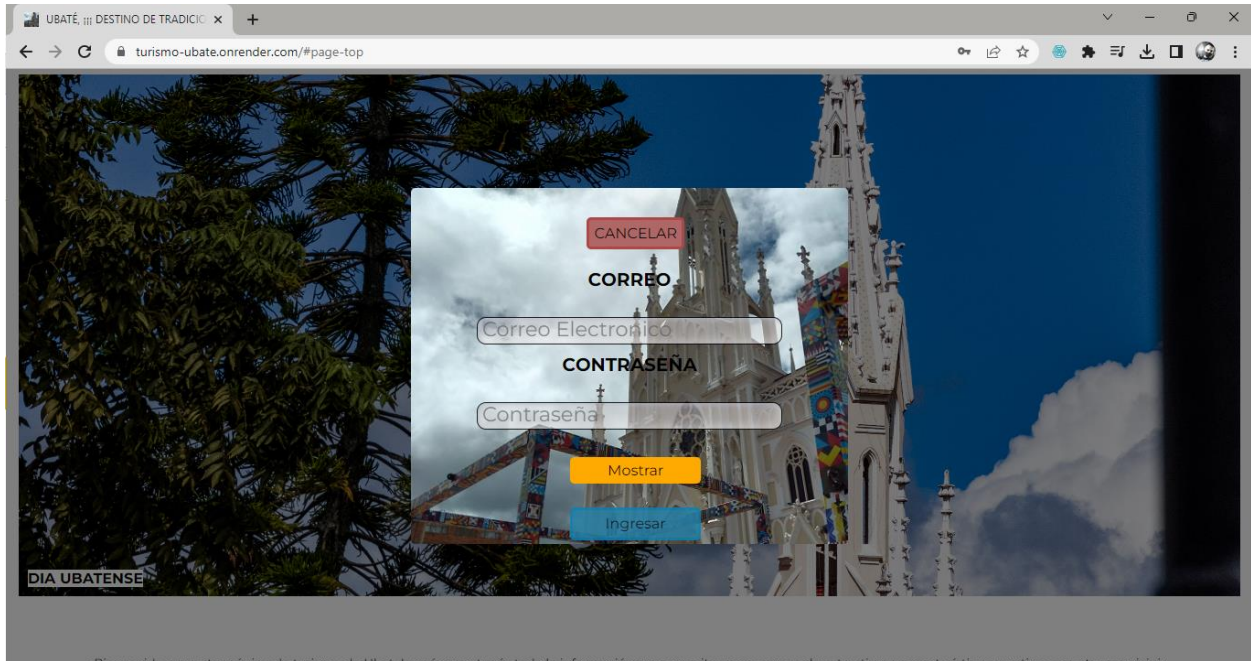 UBATÉ, ¡¡¡ DESTINO DE TRADICIO
turismo-ubate.onrender.com/#page-top
CANCELAR
CORREO
Correo Electronico
CONTRASEÑA
Contraseña
Mostrar
Ingresar
DIA UBATENSE